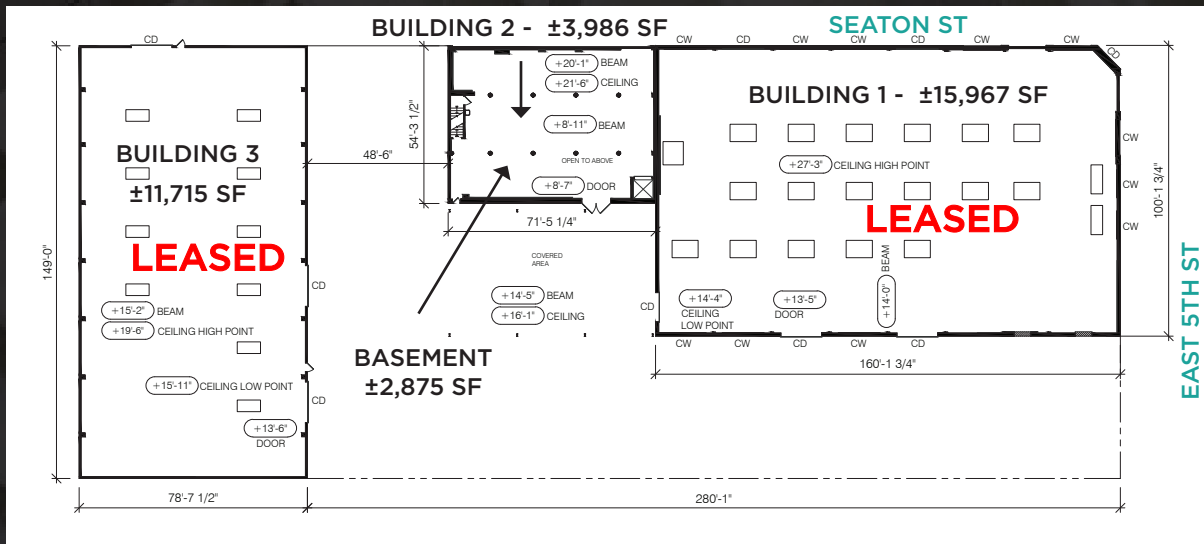 BUILDING 2 - ±3,986 SF
SEATON ST
CD
CW
CD
CW
CW
CD
CW
CW
CD
+20'-1" BEAM
+21'-6" CEILING
+8'-11" BEAM
OPEN TO ABOVE
+8'-7" DOOR
54'-3 1/2"
48'-6"
71'-5 1/4"
BUILDING 1 - ±15,967 SF
+27'-3" CEILING HIGH POINT
LEASED
CW
CW
CW
100'-1 3/4"
EAST 5TH ST
BUILDING 3
±11,715 SF
LEASED
149'-0"
+15'-2" BEAM
+19'-6" CEILING HIGH POINT
+15'-11" CEILING LOW POINT
+13'-6"
DOOR
CD
CD
COVERED
AREA
+14'-5" BEAM
+16'-1" CEILING
BASEMENT
±2,875 SF
CD
+14'-4"
CEILING
LOW POINT
+13'-5"
DOOR
+14'-0" BEAM
CW
CW
CD
CW
CD
160'-1 3/4"
78'-7 1/2"
280'-1"